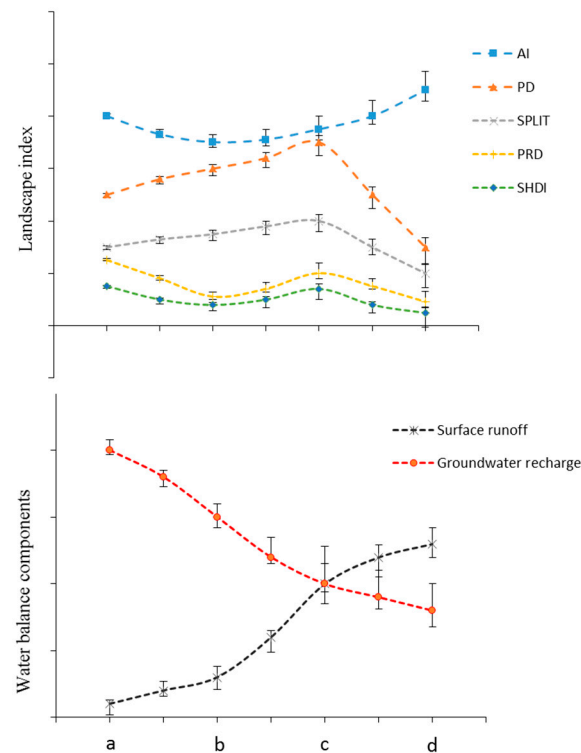 Landscape index
AI
PD
SPLIT
PRD
SHDI
Water balance components
Surface runoff
Groundwater recharge
a b c d